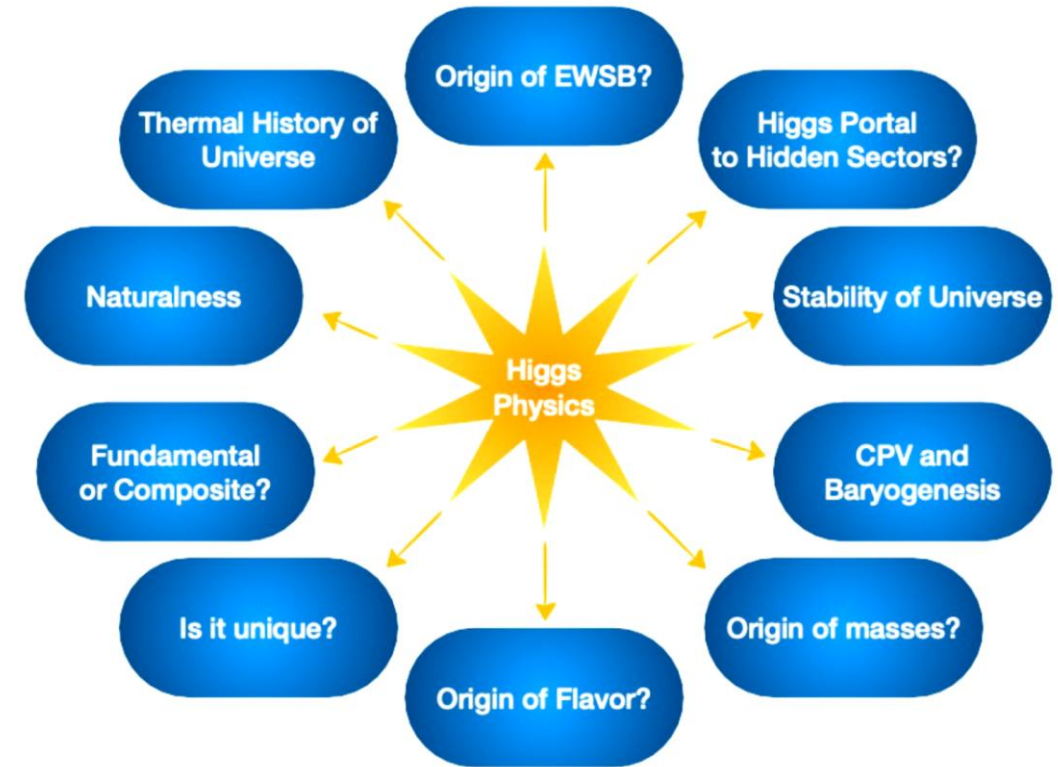 Origin of EWSB?
Thermal History of
Universe
Higgs Portal
to Hidden Sectors?
Naturalness
Stability of Universe
Higgs
Physics
Fundamental
or Composite?
CPV and
Baryogenesis
Is it unique?
Origin of masses?
Origin of Flavor?